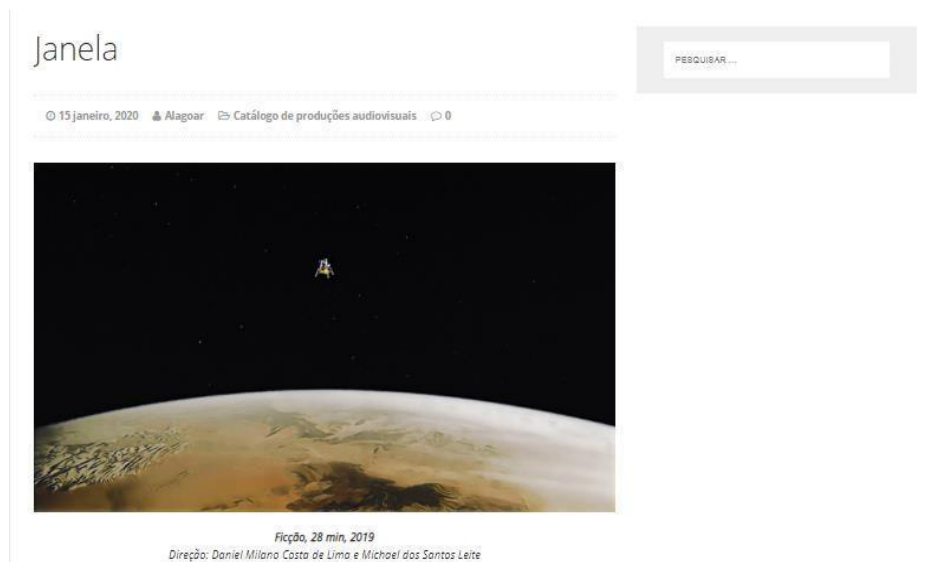 Janela
PESQUISAR ...
15 janeiro, 2020 Alagoar Catálogo de produções audiovisuais 0
Ficção, 28 min, 2019
Direção: Daniel Milano Costa de Lima e Michael dos Santos Leite